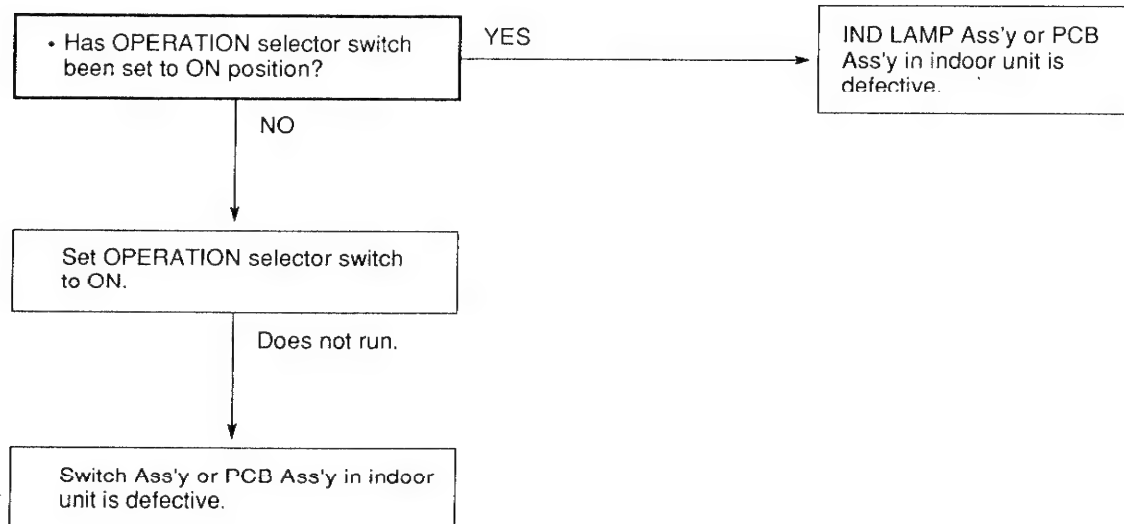 • Has OPERATION selector switch
been set to ON position?
YES
IND LAMP Ass'y or PCB
Ass'y in indoor unit is
defective.
NO
Set OPERATION selector switch
to ON.
Does not run.
Switch Ass'y or PCB Ass'y in indoor
unit is defective.